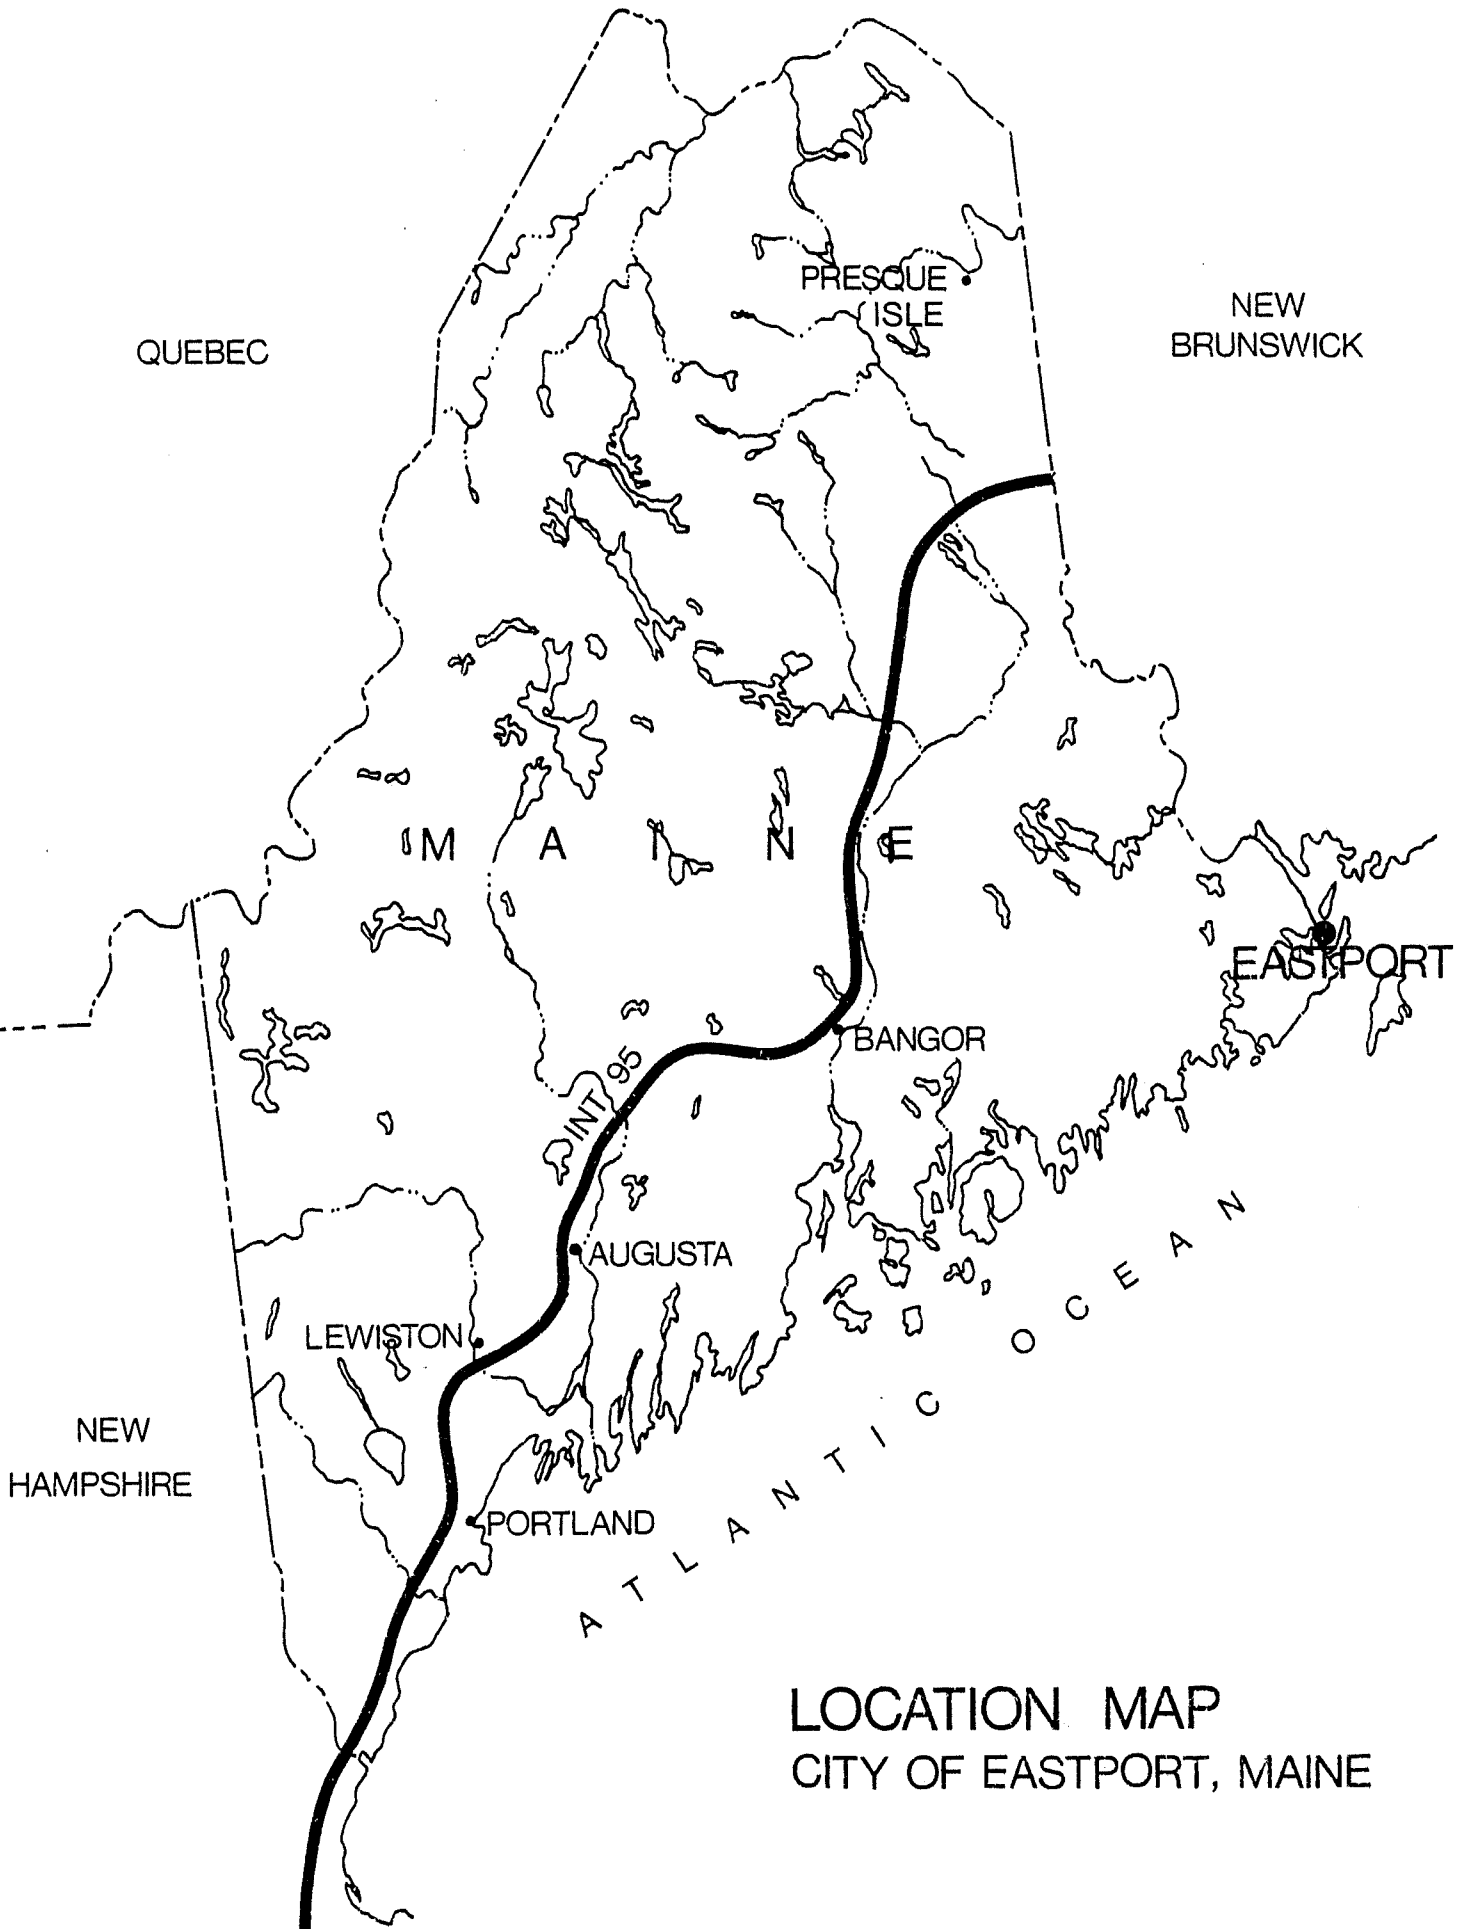 PRESQUE
ISLE
QUEBEC
NEW
BRUNSWICK
M A I N E
EASTPORT
BANGOR
INT 95
AUGUSTA
LEWISTON
NEW
HAMPSHIRE
PORTLAND
ATLANTIC OCEAN
LOCATION MAP
CITY OF EASTPORT, MAINE